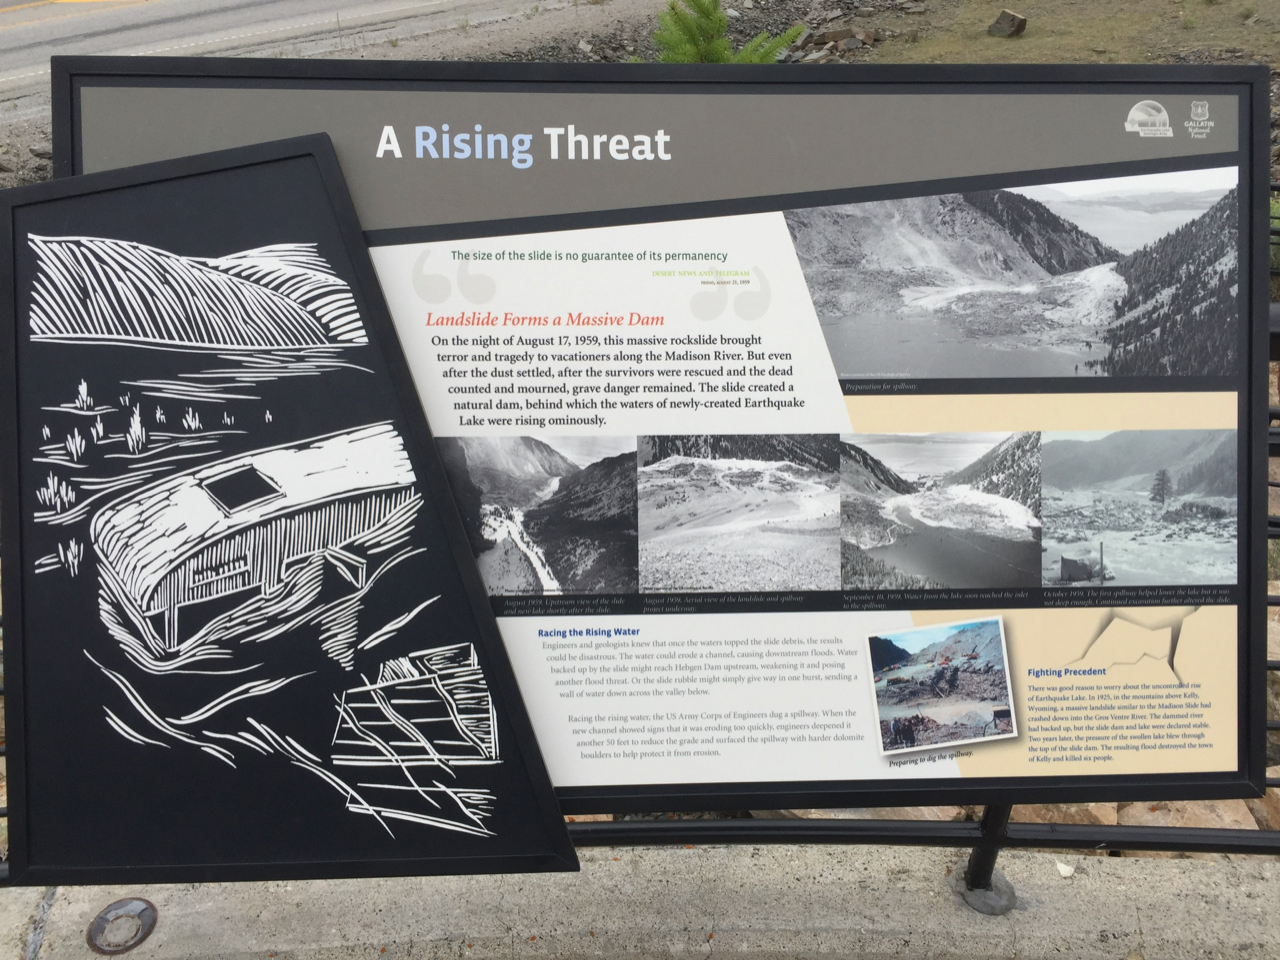 A Rising Threat
GALLATIN
National
Forest
The size of the slide is no guarantee of its permanency
DESERT NEWS AND TELEGRAM
Landslide Forms a Massive Dam
On the night of August 17, 1959, this massive rockslide brought
terror and tragedy to vacationers along the Madison River. But even
after the dust settled, after the survivors were rescued and the dead
counted and mourned, grave danger remained. The slide created a
natural dam, behind which the waters of newly-created Earthquake
Lake were rising ominously.
Preparation for spillway.
August 1959. Upstream view of the slide
and new lake shortly after the slide.
August 1959. Aerial view of the landslide and spillway
project underway.
September 10, 1959. Water from the lake soon reached the inlet
to the spillway.
October 1959. The first spillway helped lower the lake but it was
not deep enough. Continued excavation further altered the slide.
Racing the Rising Water
Engineers and geologists knew that once the waters topped the slide debris, the results
could be disastrous. The water could erode a channel, causing downstream floods. Water
backed up by the slide might reach Hebgen Dam upstream, weakening it and posing
another flood threat. Or the slide rubble might simply give way in one burst, sending a
wall of water down across the valley below.
Racing the rising water, the US Army Corps of Engineers dug a spillway. When the
new channel showed signs that it was eroding too quickly, engineers deepened it
another 50 feet to reduce the grade and surfaced the spillway with harder dolomite
boulders to help protect it from erosion.
Preparing to dig the spillway.
Fighting Precedent
There was good reason to worry about the uncontrolled rise
of Earthquake Lake. In 1925, in the mountains above Kelly,
Wyoming, a massive landslide similar to the Madison Slide had
crashed down into the Gros Ventre River. The dammed river
had backed up, but the slide dam and lake were declared stable.
Two years later, the pressure of the swollen lake blew through
the top of the slide dam. The resulting flood destroyed the town
of Kelly and killed six people.